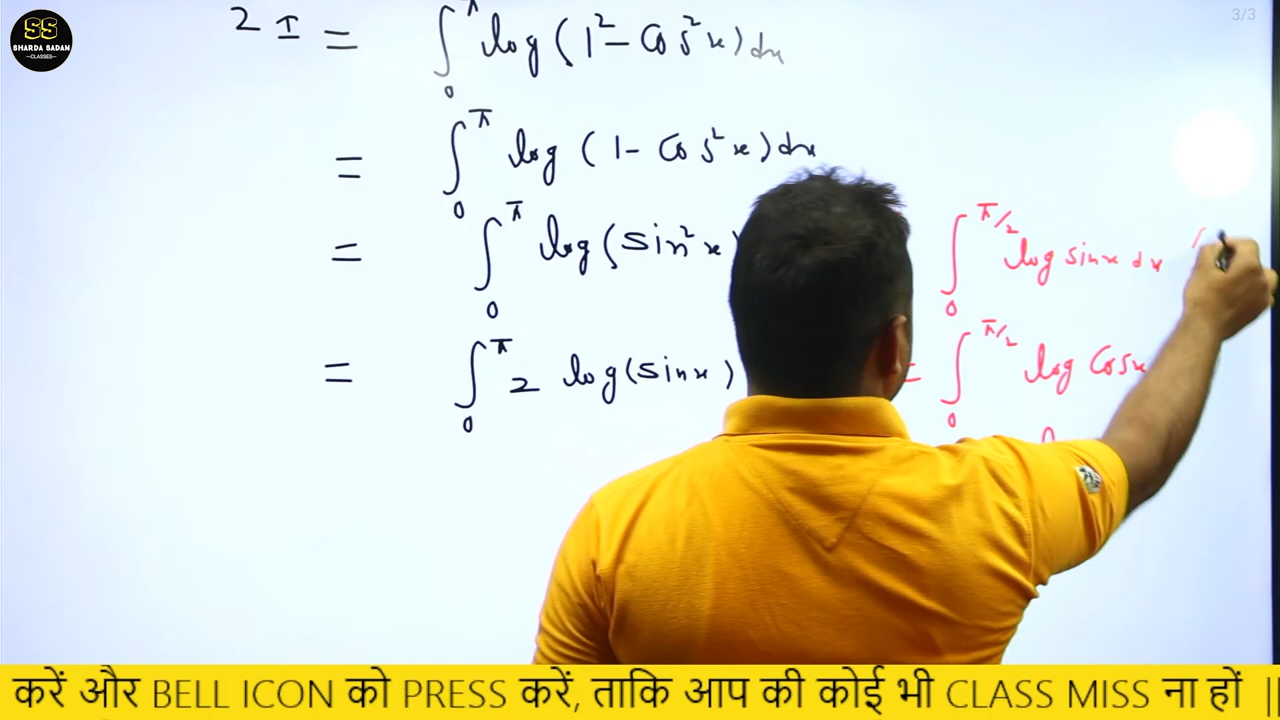 3/3
SS
SHARDA SADAN
—CLASSES—
2 I = ∫₀^π log (1² – Cos²x) dx
= ∫₀^π log (1 – Cos²x) dx
= ∫₀^π log (Sin²x)
= ∫₀^π 2 log (Sinx)
∫₀^π/2 log sinx dx
= ∫₀^π/2 log Cosx
करें और BELL ICON को PRESS करें, ताकि आप की कोई भी CLASS MISS ना हों ||